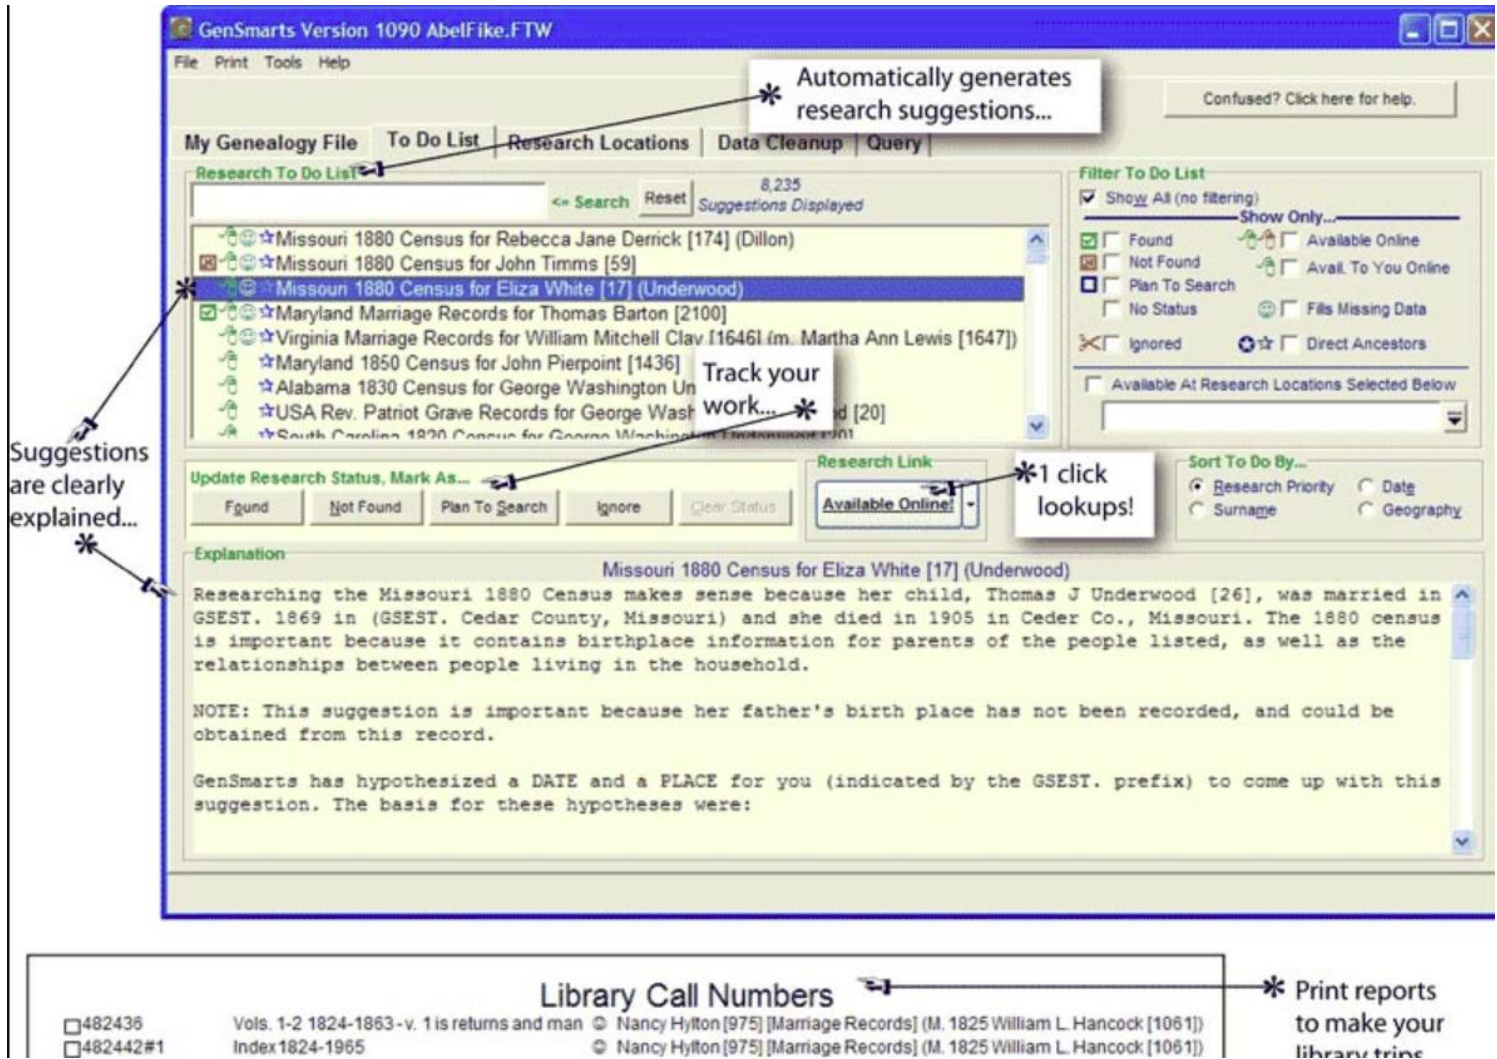 GenSmarts Version 1090 AbelFike.FTW
File Print Tools Help
Automatically generates
research suggestions...
Confused? Click here for help.
My Genealogy File To Do List Research Locations Data Cleanup Query
Research To Do List
<= Search Reset
8,235
Suggestions Displayed
Missouri 1880 Census for Rebecca Jane Derrick [174] (Dillon)
Missouri 1880 Census for John Timms [59]
Missouri 1880 Census for Eliza White [17] (Underwood)
Maryland Marriage Records for Thomas Barton [2100]
Virginia Marriage Records for William Mitchell Clay [1646] (m. Martha Ann Lewis [1647])
Maryland 1850 Census for John Pierpoint [1436]
Alabama 1830 Census for George Washington Un
USA Rev. Patriot Grave Records for George Wash d [20]
South Carolina 1820 Census for George Washington Underwood [20]
Track your
work...
Filter To Do List
Show All (no filtering)
Show Only...
Found Available Online
Not Found Avail. To You Online
Plan To Search
No Status Fills Missing Data
Ignored Direct Ancestors
Available At Research Locations Selected Below
Suggestions
are clearly
explained...
Update Research Status, Mark As...
Found Not Found Plan To Search Ignore Clear Status
Research Link
Available Online!
1 click
lookups!
Sort To Do By...
Research Priority Date
Surname Geography
Explanation
Missouri 1880 Census for Eliza White [17] (Underwood)
Researching the Missouri 1880 Census makes sense because her child, Thomas J Underwood [26], was married in
GSEST. 1869 in (GSEST. Cedar County, Missouri) and she died in 1905 in Ceder Co., Missouri. The 1880 census
is important because it contains birthplace information for parents of the people listed, as well as the
relationships between people living in the household.
NOTE: This suggestion is important because her father's birth place has not been recorded, and could be
obtained from this record.
GenSmarts has hypothesized a DATE and a PLACE for you (indicated by the GSEST. prefix) to come up with this
suggestion. The basis for these hypotheses were:
Library Call Numbers
482436 Vols. 1-2 1824-1863 - v. 1 is returns and man Nancy Hylton [975] [Marriage Records] (M. 1825 William L. Hancock [1061])
482442#1 Index 1824-1965 Nancy Hylton [975] [Marriage Records] (M. 1825 William L. Hancock [1061])
Print reports
to make your
library trips